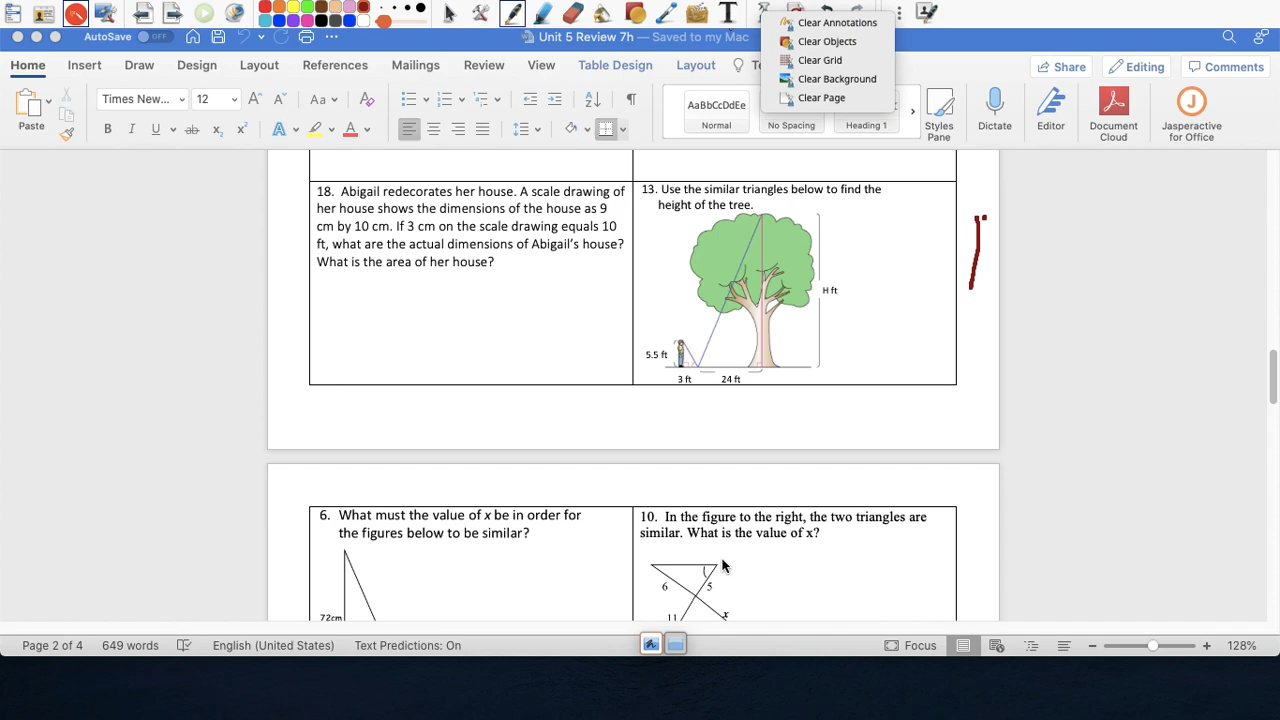 Clear Annotations
Clear Objects
Clear Grid
Clear Background
Clear Page
AutoSave OFF
Unit 5 Review 7h — Saved to my Mac
Home Insert Draw Design Layout References Mailings Review View Table Design Layout
Share Editing Comments
Paste
Times New... 12
Aa
AaBbCcDdEe
Normal No Spacing Heading 1
Styles Pane
Dictate
Editor
Document Cloud
Jasperactive for Word
18. Abigail redecorates her house. A scale drawing of
her house shows the dimensions of the house as 9
cm by 10 cm. If 3 cm on the scale drawing equals 10
ft, what are the actual dimensions of Abigail's house?
What is the area of her house?
13. Use the similar triangles below to find the
height of the tree.
H ft
5.5 ft
3 ft 24 ft
6. What must the value of x be in order for
the figures below to be similar?
72cm
10. In the figure to the right, the two triangles are
similar. What is the value of x?
6 5
11 x
Page 2 of 4 649 words English (United States) Text Predictions: On Focus 128%